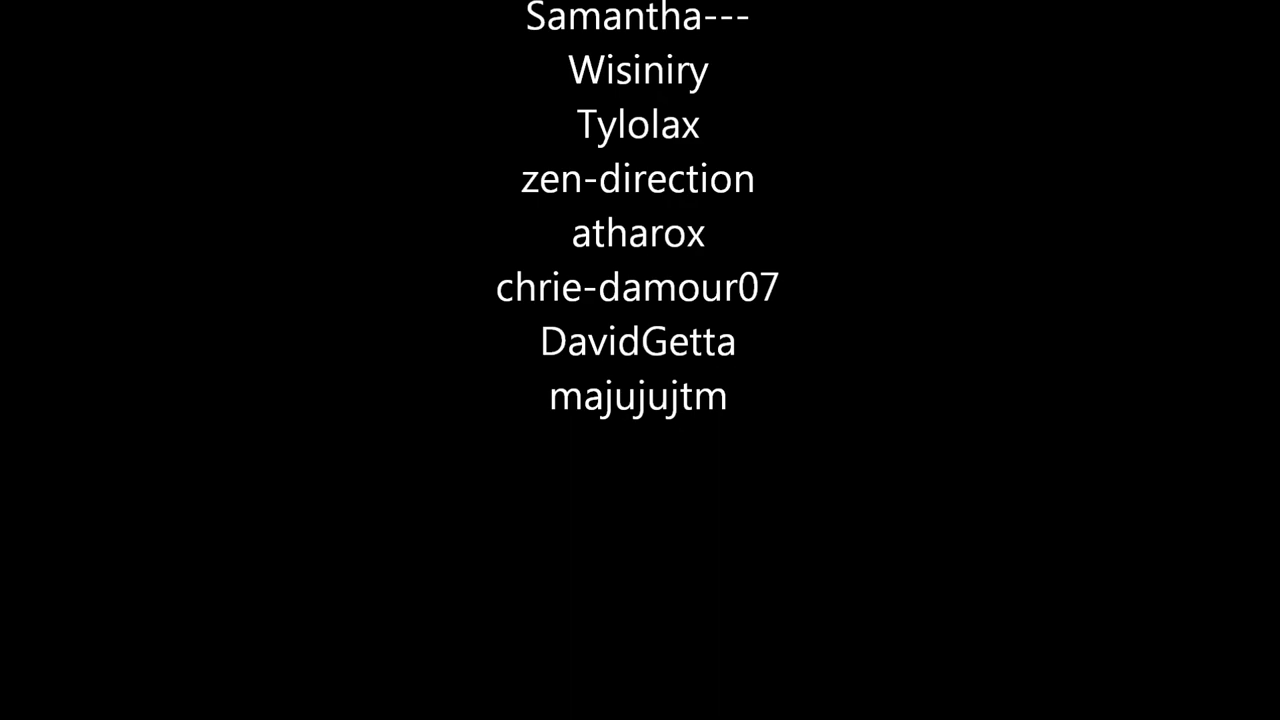 Samantha---
Wisiniry
Tylolax
zen-direction
atharox
chrie-damour07
DavidGetta
majujujtm